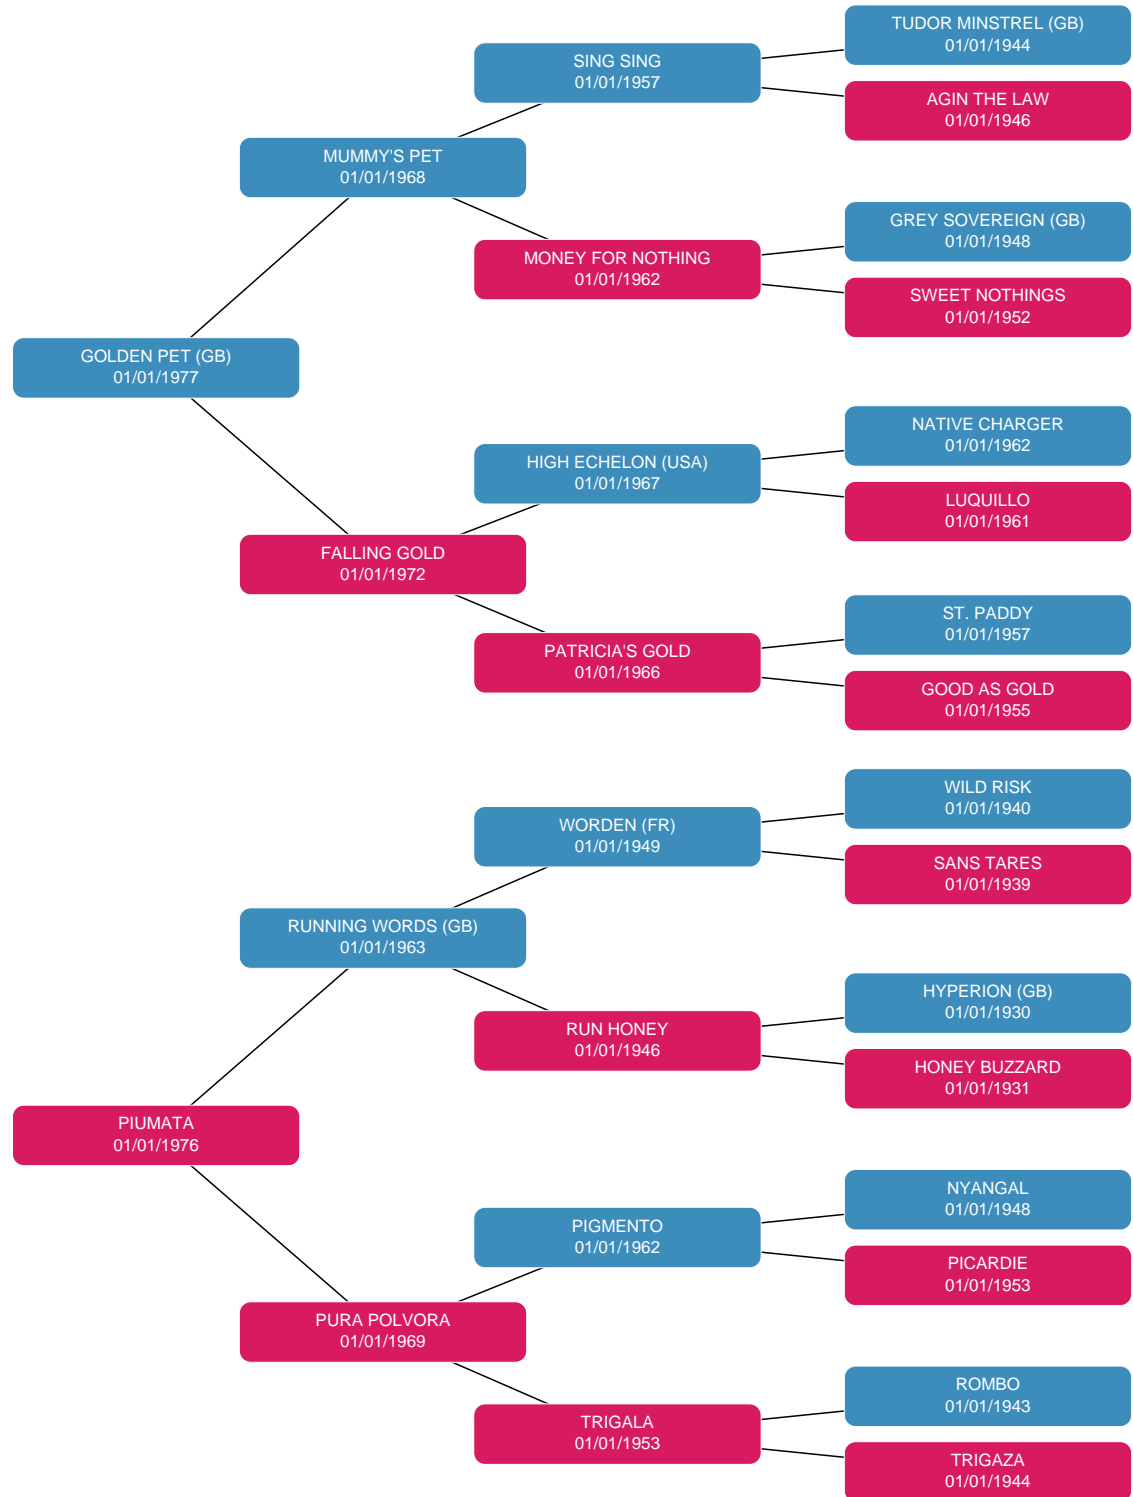 TUDOR MINSTREL (GB)
01/01/1944
SING SING
01/01/1957
AGIN THE LAW
01/01/1946
MUMMY'S PET
01/01/1968
GREY SOVEREIGN (GB)
01/01/1948
MONEY FOR NOTHING
01/01/1962
SWEET NOTHINGS
01/01/1952
GOLDEN PET (GB)
01/01/1977
NATIVE CHARGER
01/01/1962
HIGH ECHELON (USA)
01/01/1967
LUQUILLO
01/01/1961
FALLING GOLD
01/01/1972
ST. PADDY
01/01/1957
PATRICIA'S GOLD
01/01/1966
GOOD AS GOLD
01/01/1955
WILD RISK
01/01/1940
WORDEN (FR)
01/01/1949
SANS TARES
01/01/1939
RUNNING WORDS (GB)
01/01/1963
HYPERION (GB)
01/01/1930
RUN HONEY
01/01/1946
HONEY BUZZARD
01/01/1931
PIUMATA
01/01/1976
NYANGAL
01/01/1948
PIGMENTO
01/01/1962
PICARDIE
01/01/1953
PURA POLVORA
01/01/1969
ROMBO
01/01/1943
TRIGALA
01/01/1953
TRIGAZA
01/01/1944